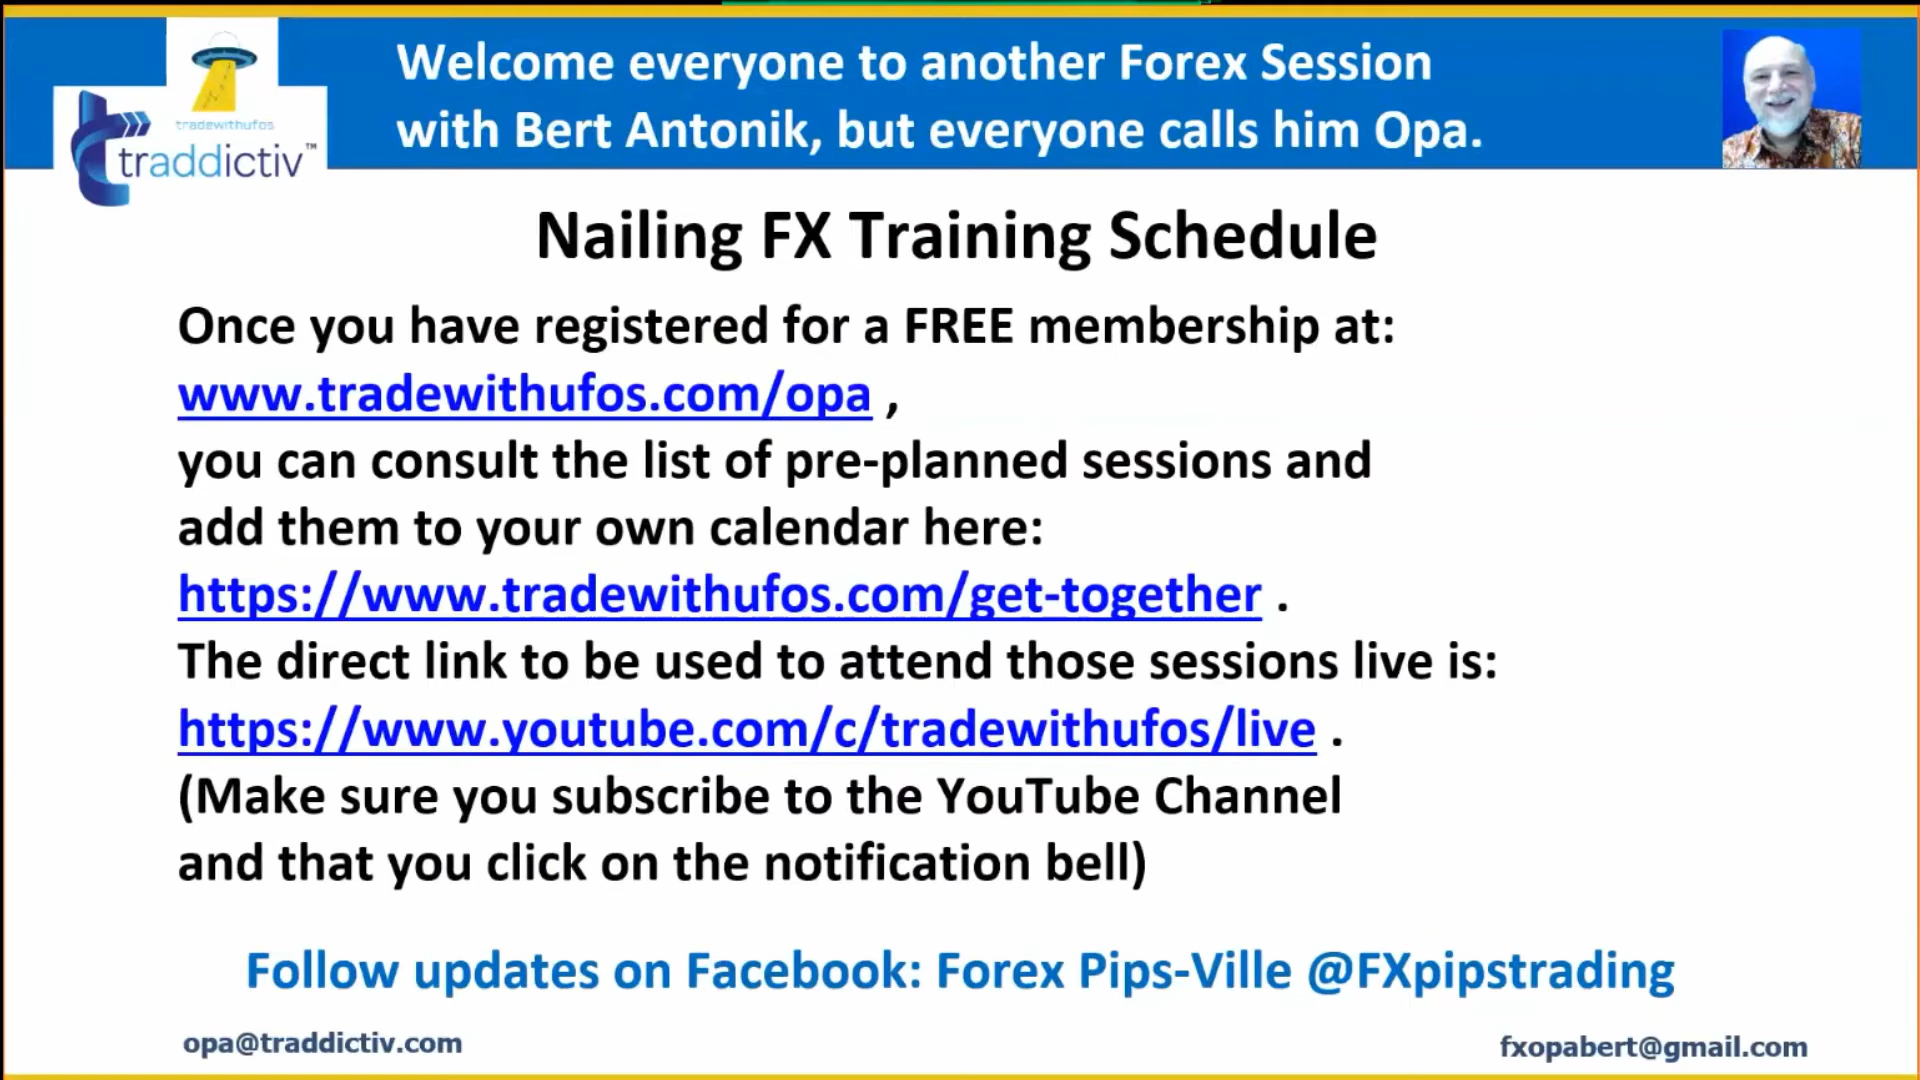 Welcome everyone to another Forex Session
with Bert Antonik, but everyone calls him Opa.
tradewithufos
traddictiv™
Nailing FX Training Schedule
Once you have registered for a FREE membership at:
www.tradewithufos.com/opa ,
you can consult the list of pre-planned sessions and
add them to your own calendar here:
https://www.tradewithufos.com/get-together .
The direct link to be used to attend those sessions live is:
https://www.youtube.com/c/tradewithufos/live .
(Make sure you subscribe to the YouTube Channel
and that you click on the notification bell)
Follow updates on Facebook: Forex Pips-Ville @FXpipstrading
opa@traddictiv.com
fxopabert@gmail.com